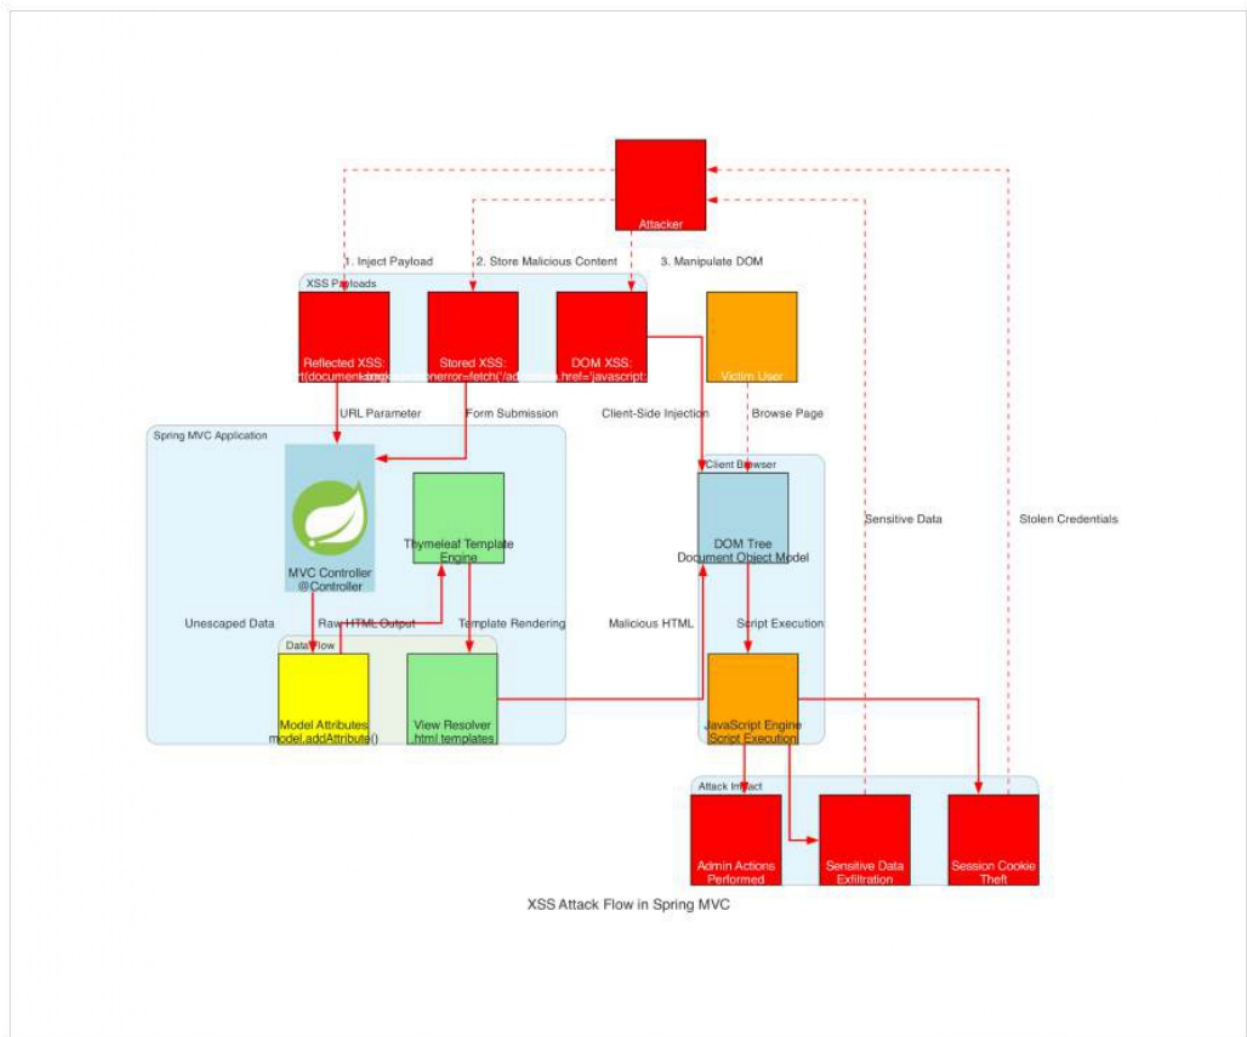 Attacker
1. Inject Payload
2. Store Malicious Content
3. Manipulate DOM
XSS Payloads
Reflected XSS:
Stored XSS:
DOM XSS:
Victim User
URL Parameter
Form Submission
Client-Side Injection
Browse Page
Spring MVC Application
Client Browser
MVC Controller
@Controller
Thymeleaf Template
Engine
DOM Tree
Document Object Model
Sensitive Data
Stolen Credentials
Unescaped Data
Raw HTML Output
Template Rendering
Malicious HTML
Script Execution
Data Flow
Model Attributes
model.addAttribute()
View Resolver
.html templates
JavaScript Engine
Script Execution
Attack Impact
Admin Actions
Performed
Sensitive Data
Exfiltration
Session Cookie
Theft
XSS Attack Flow in Spring MVC